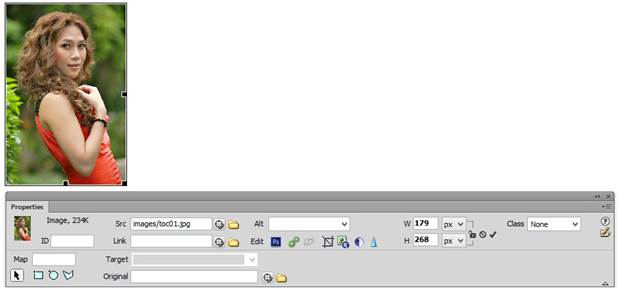 Properties
Image, 234K Src images/toc01.jpg Alt W 179 px Class None
ID Link Edit Ps H 268 px
Map Target
Original